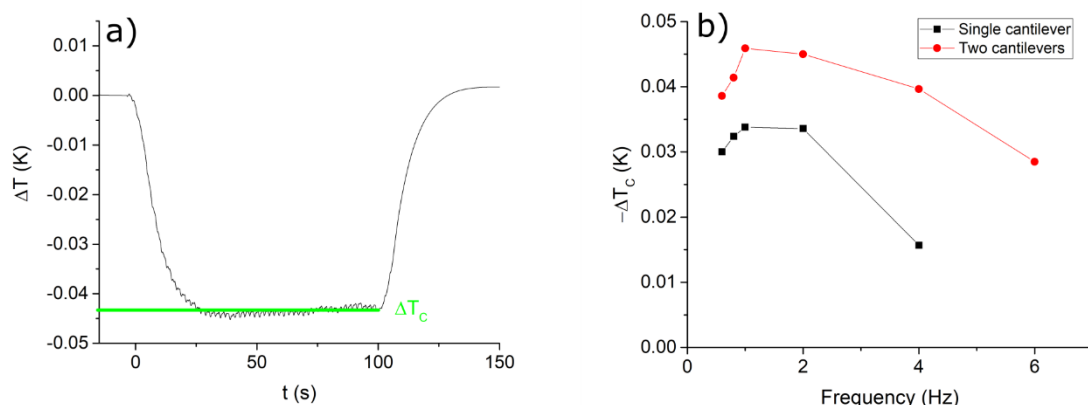 a)
0.01
0.00
-0.01
-0.02
-0.03
-0.04
-0.05
ΔT (K)
ΔT_C
0
50
100
150
t (s)
b)
Single cantilever
Two cantilevers
0.05
0.04
0.03
0.02
0.01
0.00
−ΔT_C (K)
0
2
4
6
Frequency (Hz)